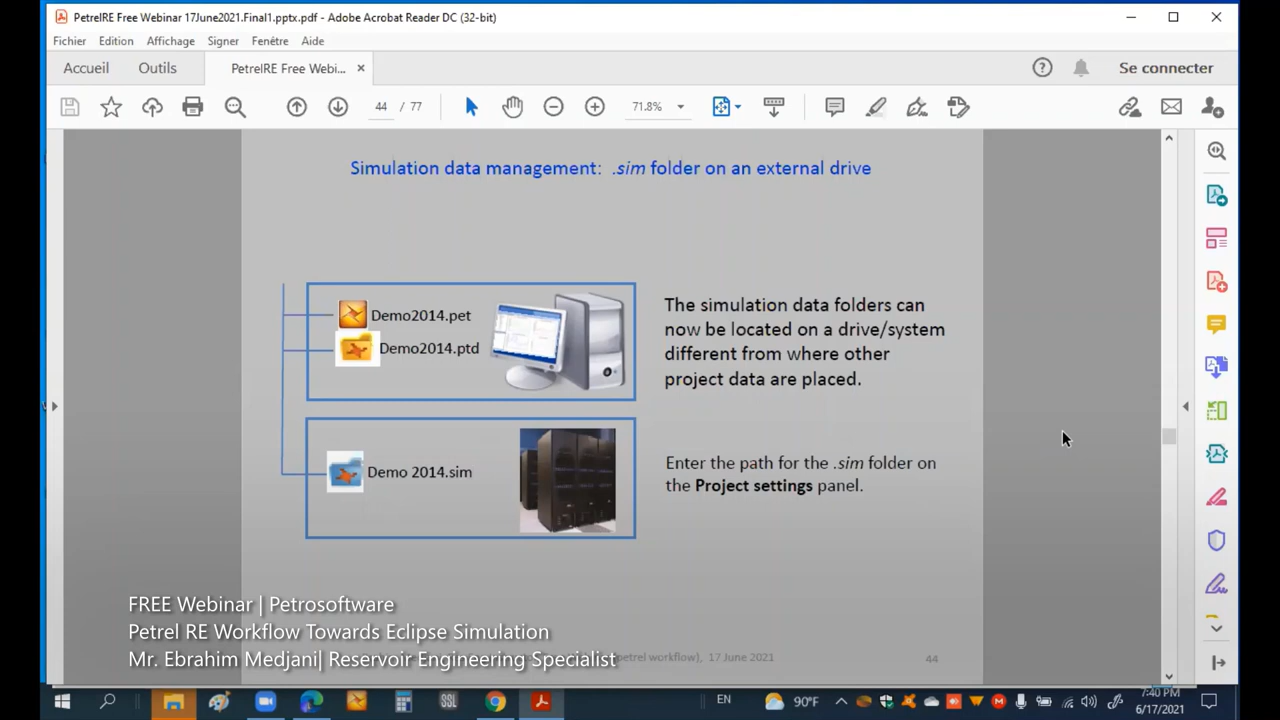 PetrelRE Free Webinar 17June2021.Final1.pptx.pdf - Adobe Acrobat Reader DC (32-bit)
Fichier Edition Affichage Signer Fenêtre Aide
Accueil Outils PetrelRE Free Webi... Se connecter
44 / 77 71.8%
Simulation data management: .sim folder on an external drive
Demo2014.pet
Demo2014.ptd
The simulation data folders can
now be located on a drive/system
different from where other
project data are placed.
Demo 2014.sim
Enter the path for the .sim folder on
the Project settings panel.
FREE Webinar | Petrosoftware
Petrel RE Workflow Towards Eclipse Simulation
Mr. Ebrahim Medjani| Reservoir Engineering Specialist
petrel workflow), 17 June 2021 44
SSL EN 90°F 7:40 PM
6/17/2021